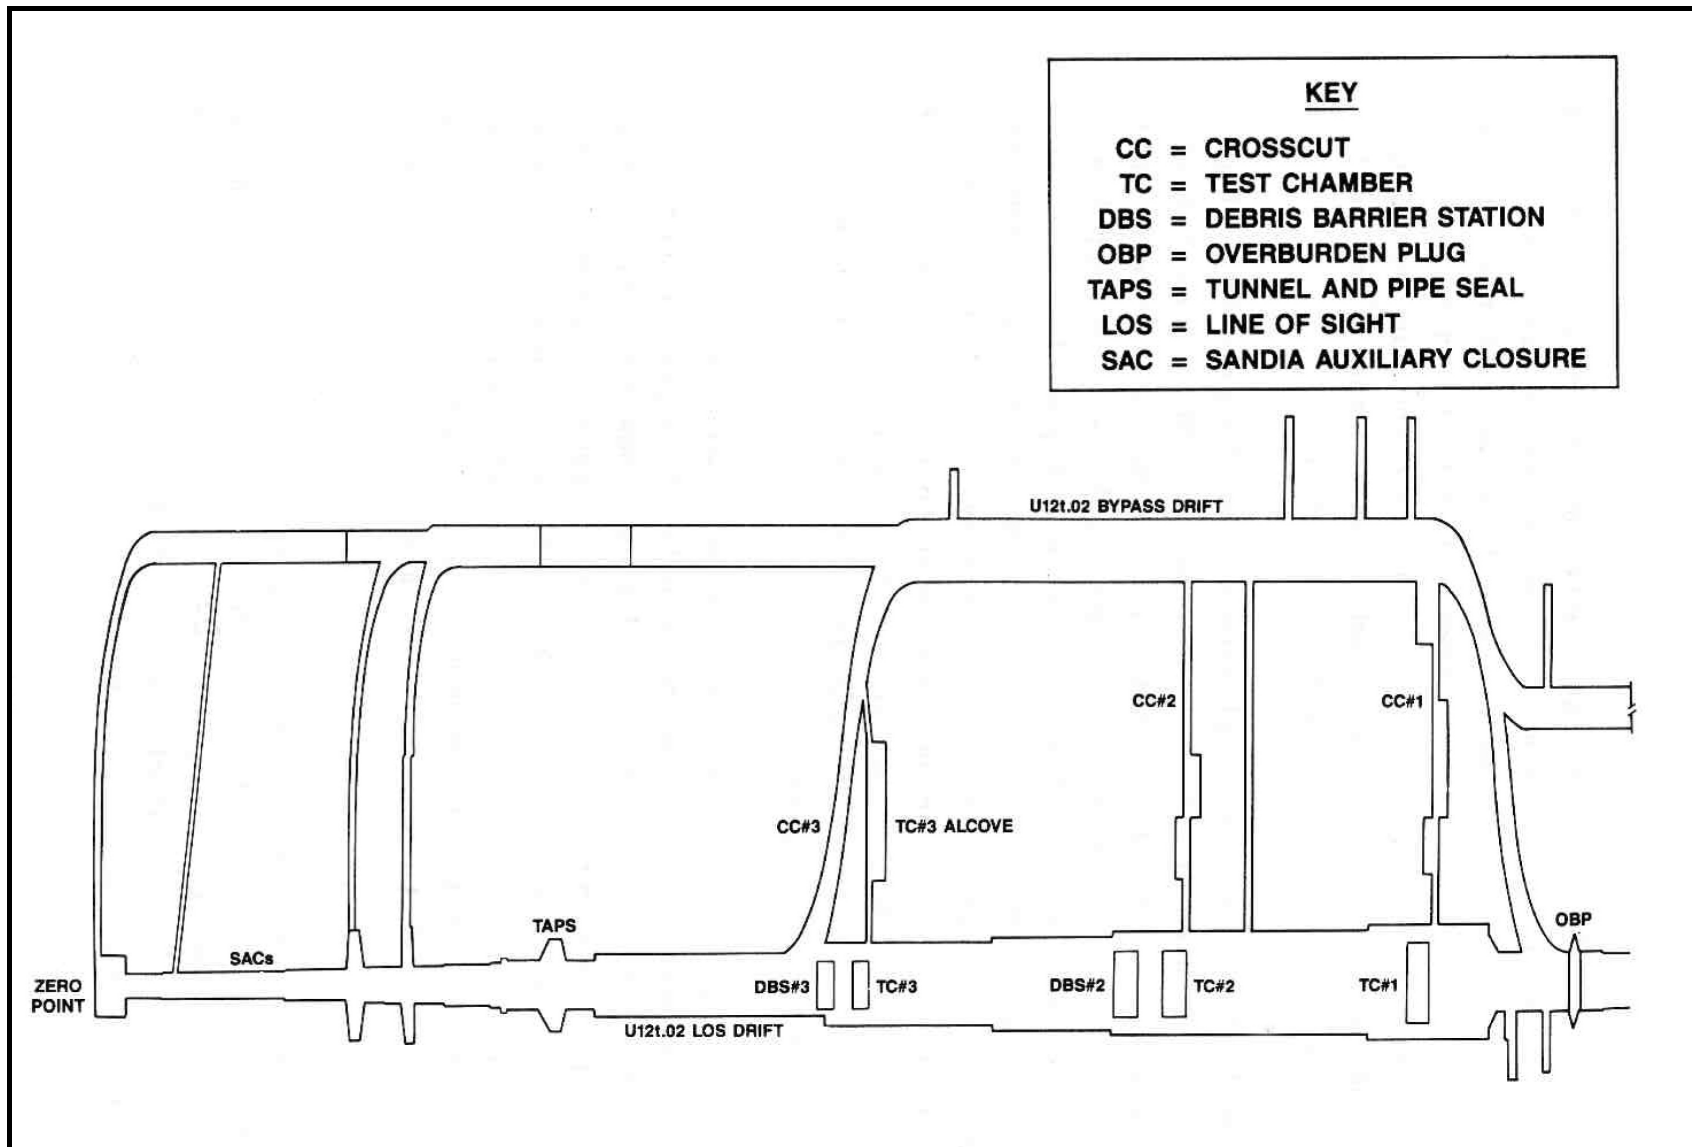 KEY
CC = CROSSCUT
TC = TEST CHAMBER
DBS = DEBRIS BARRIER STATION
OBP = OVERBURDEN PLUG
TAPS = TUNNEL AND PIPE SEAL
LOS = LINE OF SIGHT
SAC = SANDIA AUXILIARY CLOSURE
U12t.02 BYPASS DRIFT
CC#2
CC#1
CC#3
TC#3 ALCOVE
TAPS
OBP
SACs
ZERO
POINT
DBS#3
TC#3
DBS#2
TC#2
TC#1
U12t.02 LOS DRIFT